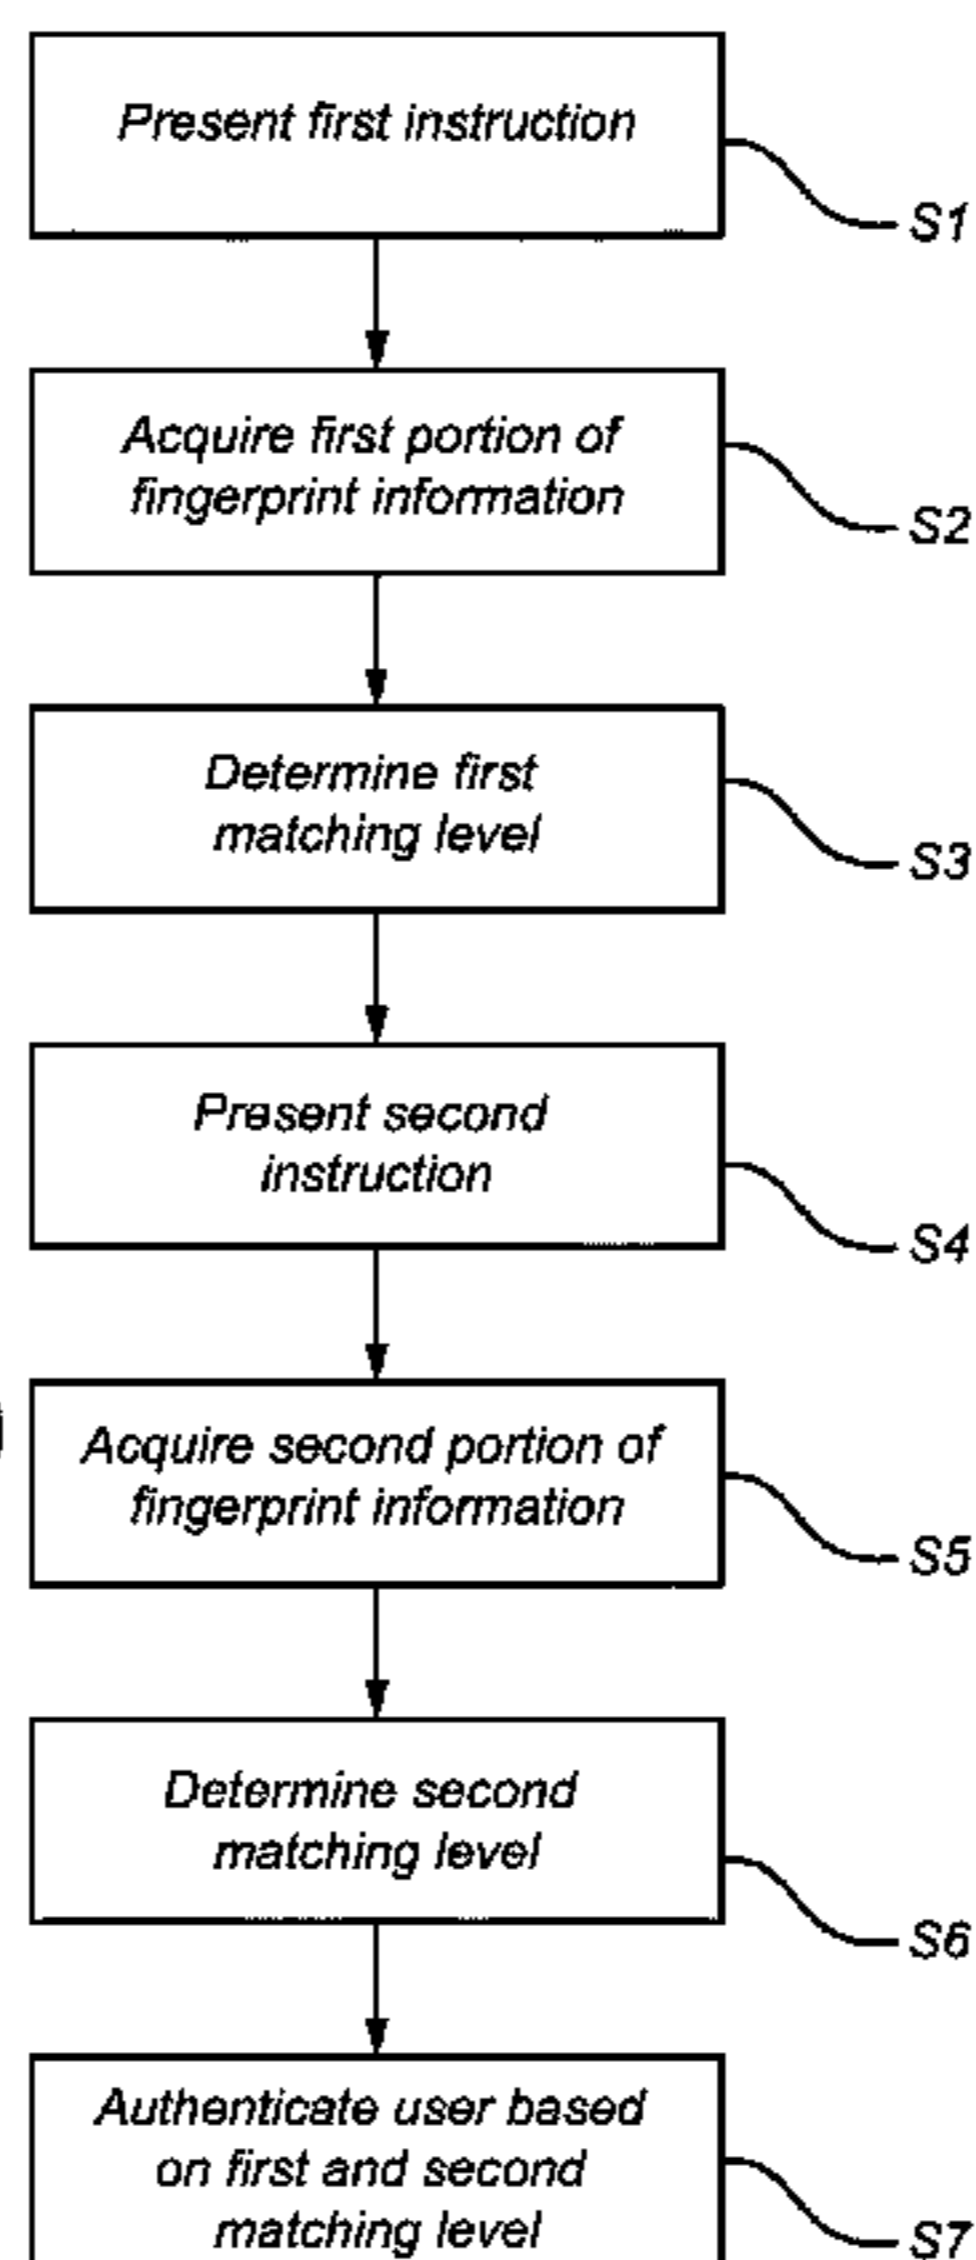 Present first instruction
S1
Acquire first portion of
fingerprint information
S2
Determine first
matching level
S3
Present second
instruction
S4
Acquire second portion of
fingerprint information
S5
Determine second
matching level
S6
Authenticate user based
on first and second
matching level
S7